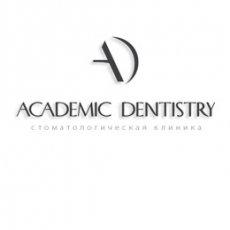 AD
ACADEMIC DENTISTRY
стоматологическая клиника